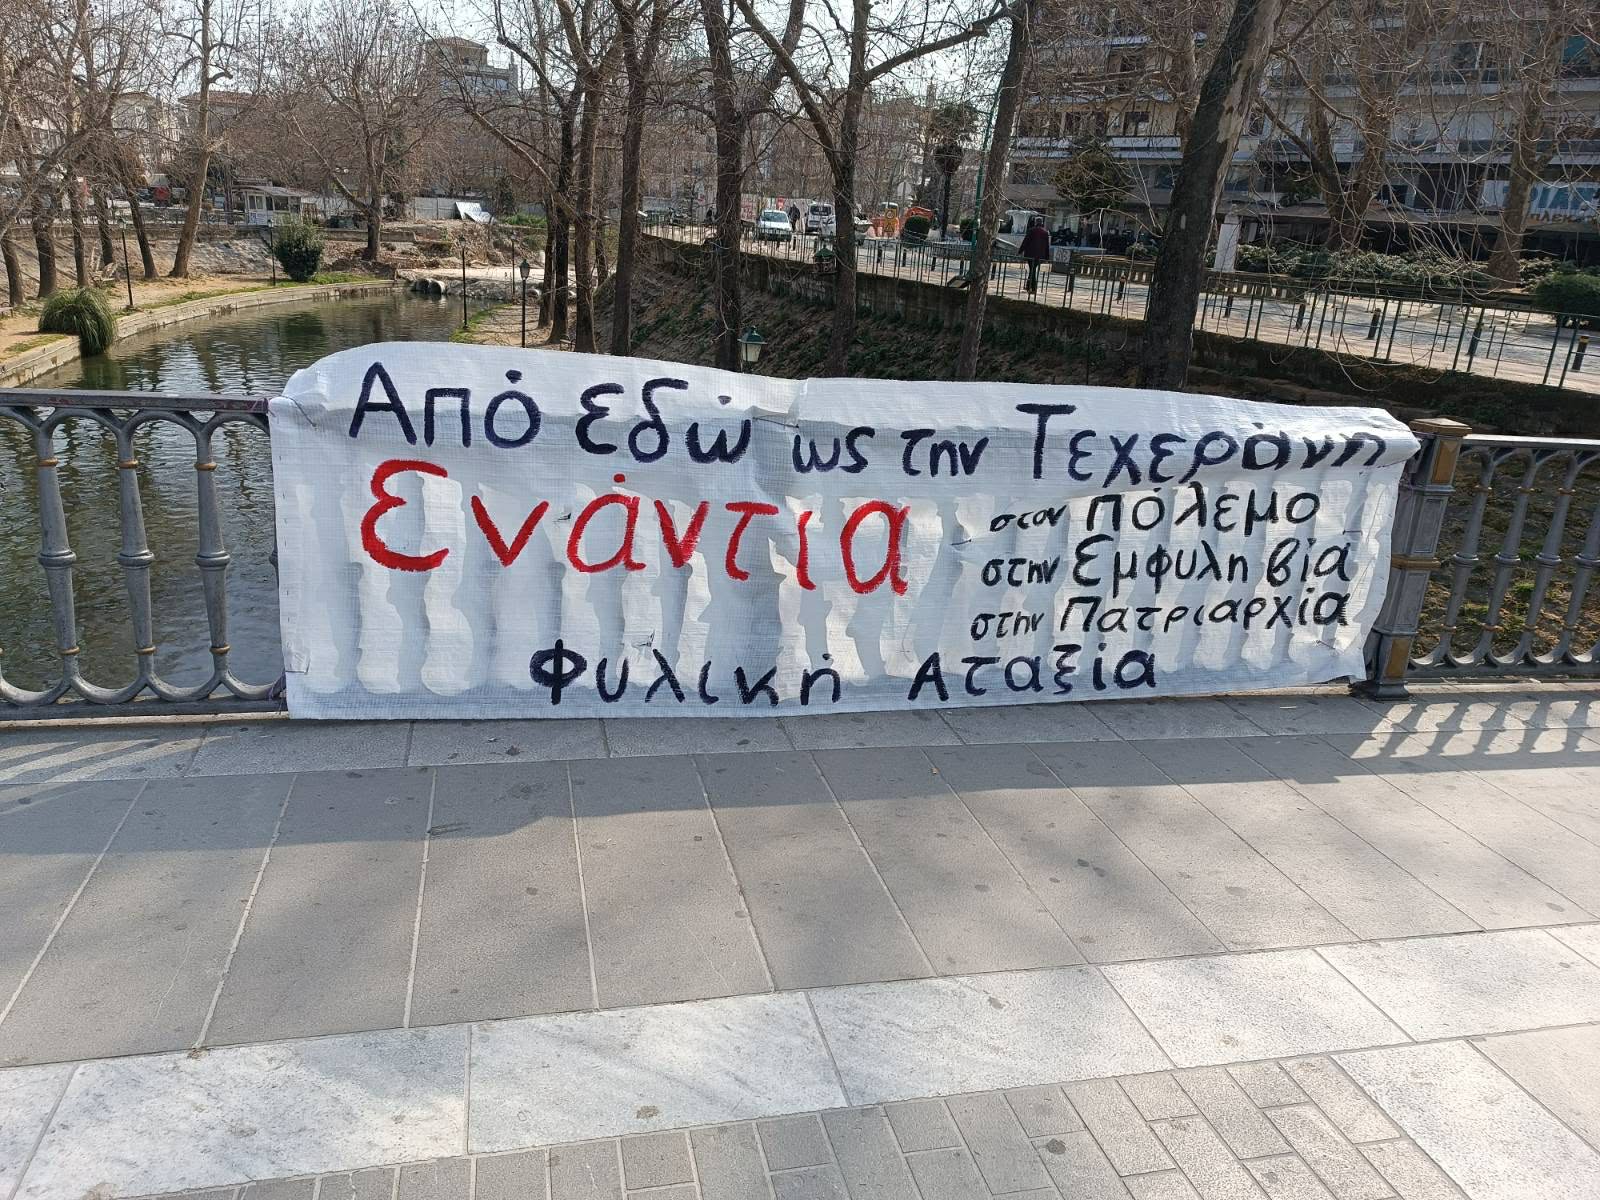 Από εδώ ως την Τεχεράνη
Ενάντια
στον πόλεμο
στην Εμφυλη βία
στην Πατριαρχία
Φυλική Αταξία